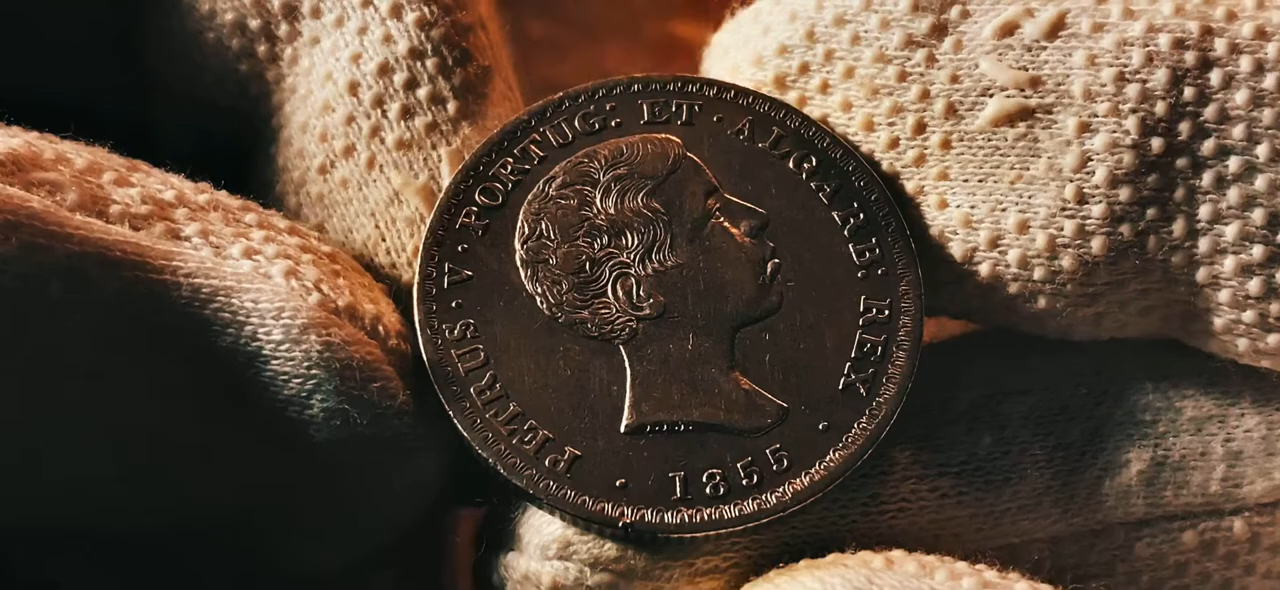 PETRUS · V · PORTUG: ET · ALGARB: REX
· 1855 ·